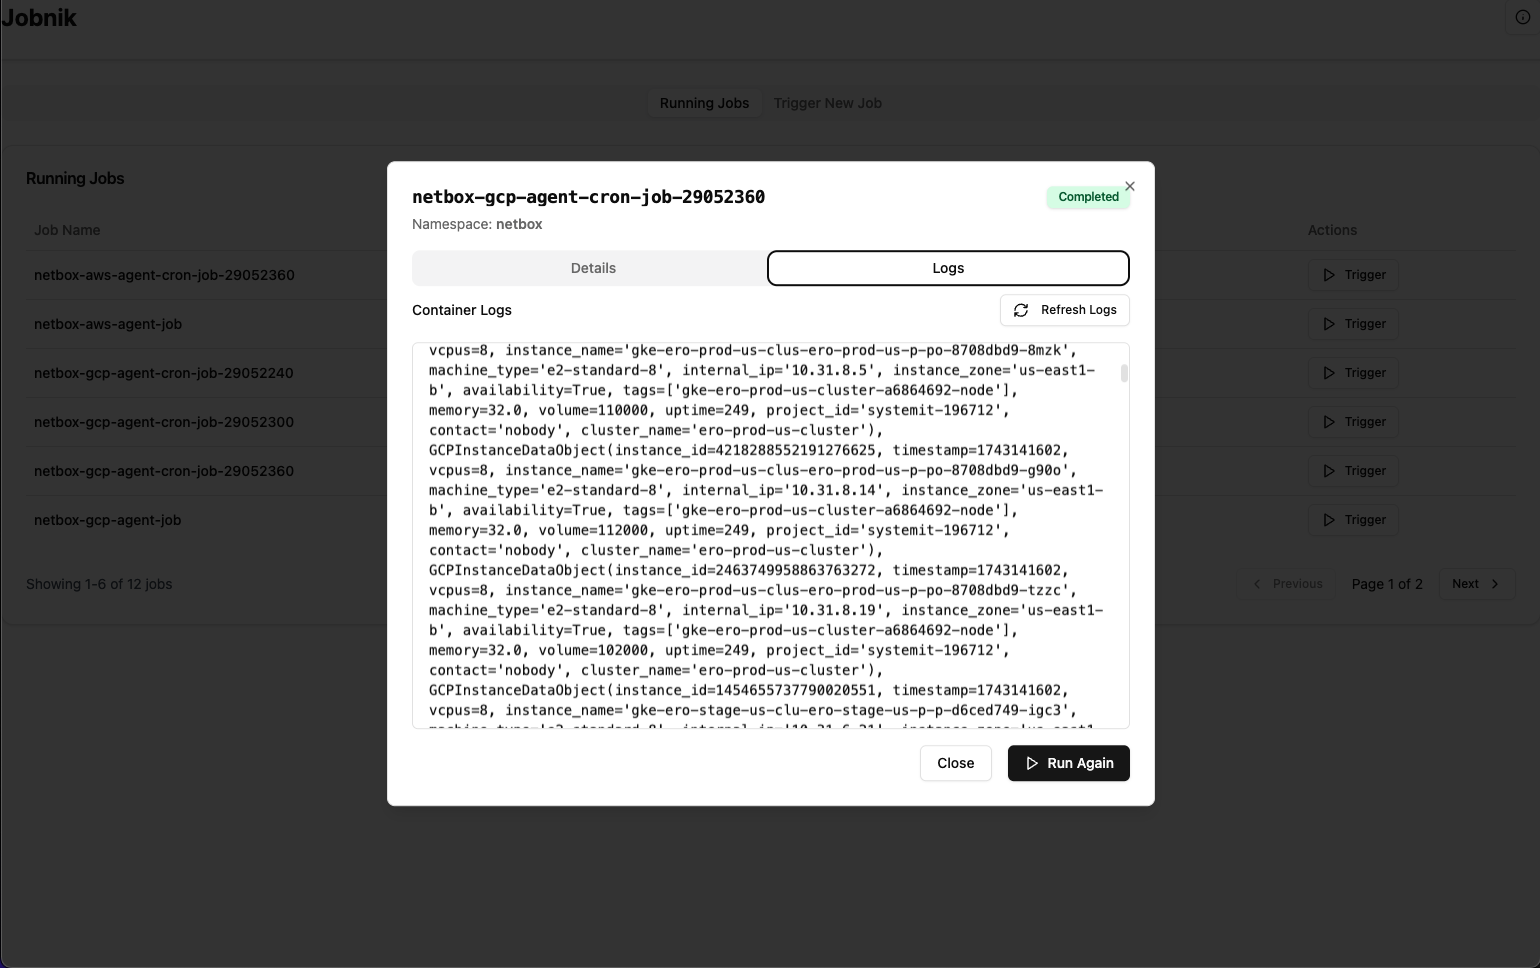 Jobnik
Running Jobs Trigger New Job
Running Jobs
Job Name Actions
netbox-aws-agent-cron-job-29052360 Trigger
netbox-aws-agent-job Trigger
netbox-gcp-agent-cron-job-29052240 Trigger
netbox-gcp-agent-cron-job-29052300 Trigger
netbox-gcp-agent-cron-job-29052360 Trigger
netbox-gcp-agent-job Trigger
Showing 1-6 of 12 jobs Previous Page 1 of 2 Next
netbox-gcp-agent-cron-job-29052360 Completed
Namespace: netbox
Details Logs
Container Logs Refresh Logs
vcpus=8, instance_name='gke-ero-prod-us-clus-ero-prod-us-p-po-8708dbd9-8mzk',
machine_type='e2-standard-8', internal_ip='10.31.8.5', instance_zone='us-east1-
b', availability=True, tags=['gke-ero-prod-us-cluster-a6864692-node'],
memory=32.0, volume=110000, uptime=249, project_id='systemit-196712',
contact='nobody', cluster_name='ero-prod-us-cluster'),
GCPInstanceDataObject(instance_id=4218288552191276625, timestamp=1743141602,
vcpus=8, instance_name='gke-ero-prod-us-clus-ero-prod-us-p-po-8708dbd9-g90o',
machine_type='e2-standard-8', internal_ip='10.31.8.14', instance_zone='us-east1-
b', availability=True, tags=['gke-ero-prod-us-cluster-a6864692-node'],
memory=32.0, volume=112000, uptime=249, project_id='systemit-196712',
contact='nobody', cluster_name='ero-prod-us-cluster'),
GCPInstanceDataObject(instance_id=2463749958863763272, timestamp=1743141602,
vcpus=8, instance_name='gke-ero-prod-us-clus-ero-prod-us-p-po-8708dbd9-tzzc',
machine_type='e2-standard-8', internal_ip='10.31.8.19', instance_zone='us-east1-
b', availability=True, tags=['gke-ero-prod-us-cluster-a6864692-node'],
memory=32.0, volume=102000, uptime=249, project_id='systemit-196712',
contact='nobody', cluster_name='ero-prod-us-cluster'),
GCPInstanceDataObject(instance_id=1454655737790020551, timestamp=1743141602,
vcpus=8, instance_name='gke-ero-stage-us-clu-ero-stage-us-p-p-d6ced749-igc3',
Close Run Again